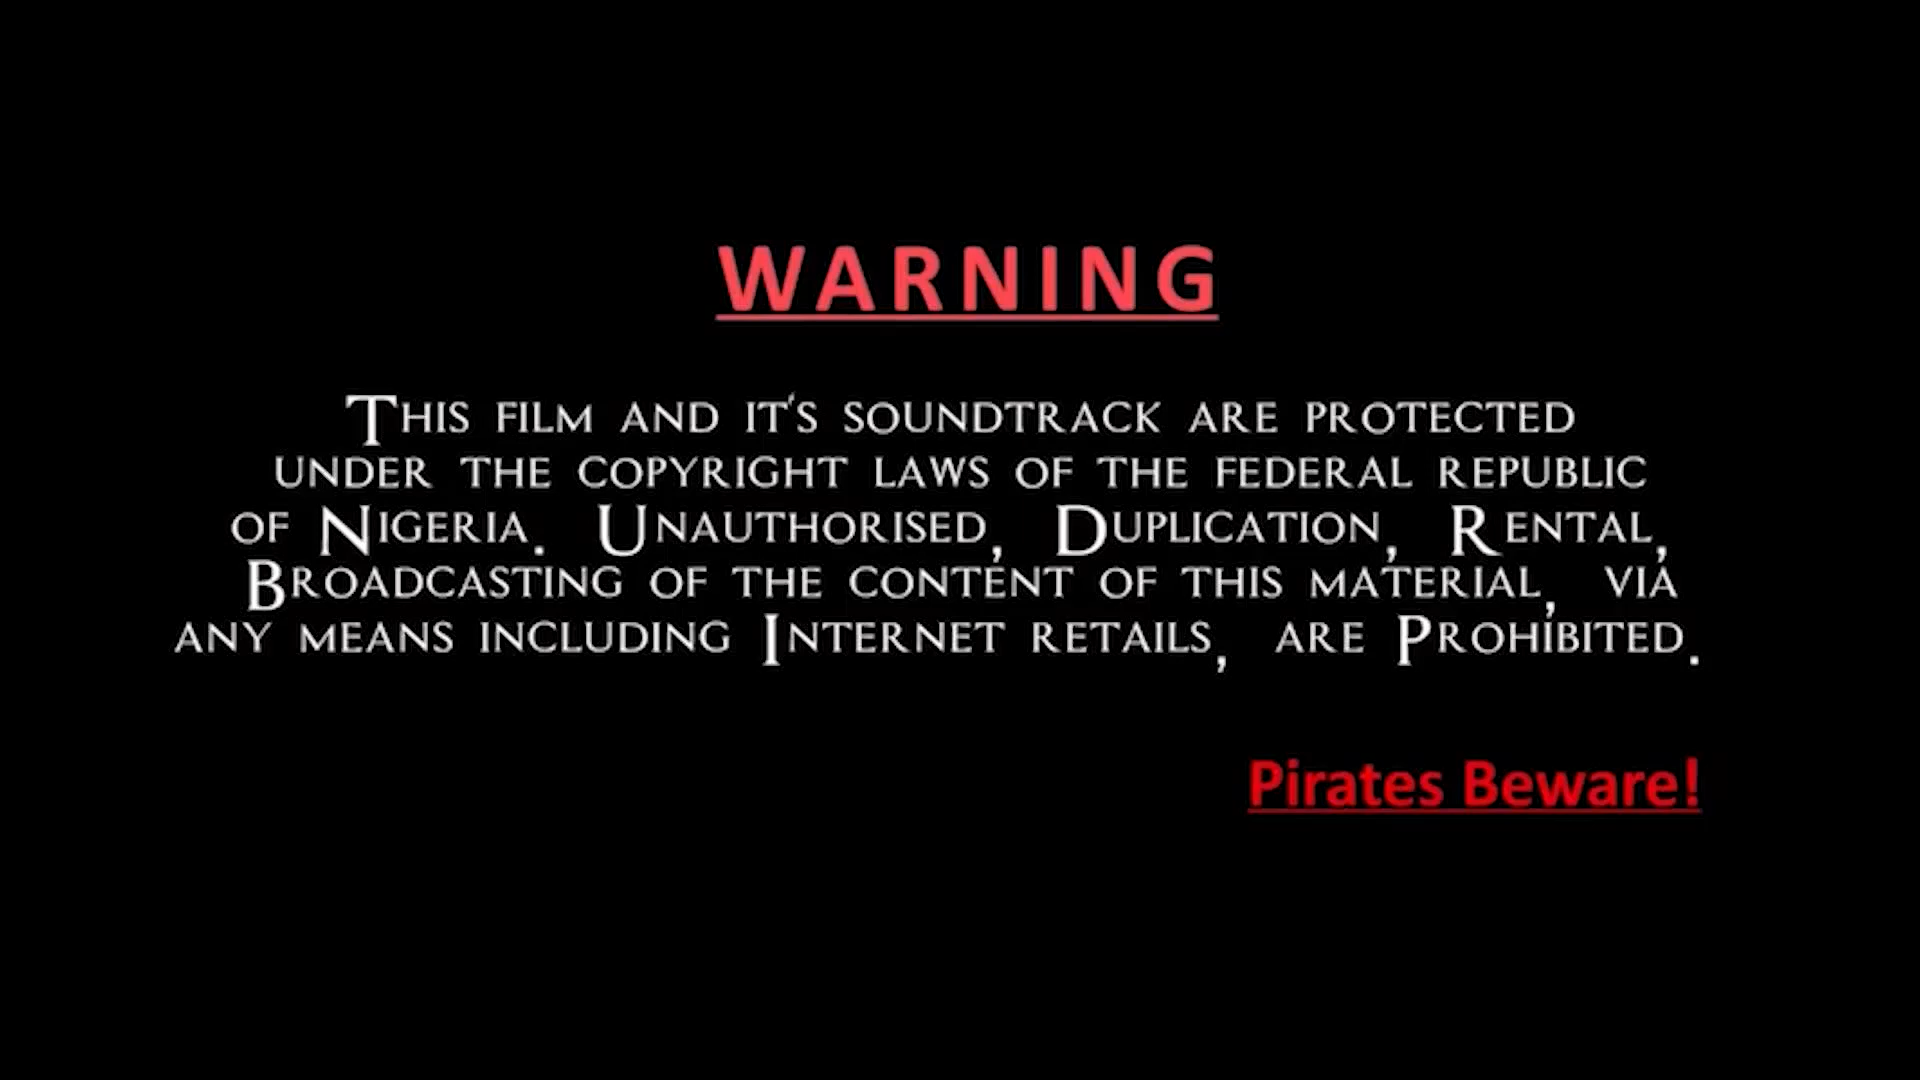 WARNING
This film and it's soundtrack are protected
under the copyright laws of the federal republic
of Nigeria. Unauthorised, Duplication, Rental,
Broadcasting of the content of this material, via
any means including Internet retails, are Prohibited.
Pirates Beware!